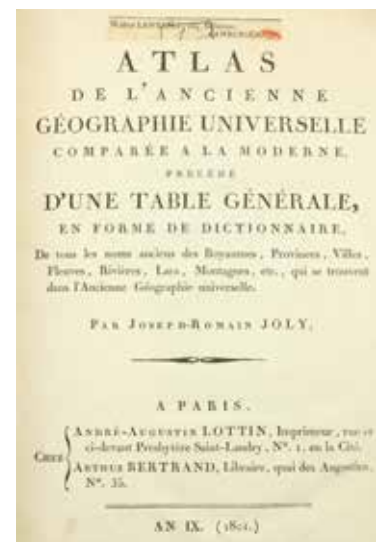 ATLAS
DE L'ANCIENNE
GÉOGRAPHIE UNIVERSELLE
COMPARÉE A LA MODERNE,
PRÉCÉDÉ
D'UNE TABLE GÉNÉRALE,
EN FORME DE DICTIONNAIRE,
De tous les noms anciens des Royaumes, Provinces, Villes,
Fleuves, Rivières, Lacs, Montagnes, etc., qui se trouvent
dans l'Ancienne Géographie universelle.
PAR JOSEPH-ROMAIN JOLY,
A PARIS,
CHEZ
ANDRÉ-AUGUSTIN LOTTIN, Imprimeur, rue et
ci-devant Presbytère Saint-Landry, N°. 1, en la Cité.
ARTHUS BERTRAND, Libraire, quai des Augustins,
N°. 35.
AN IX. (1801.)